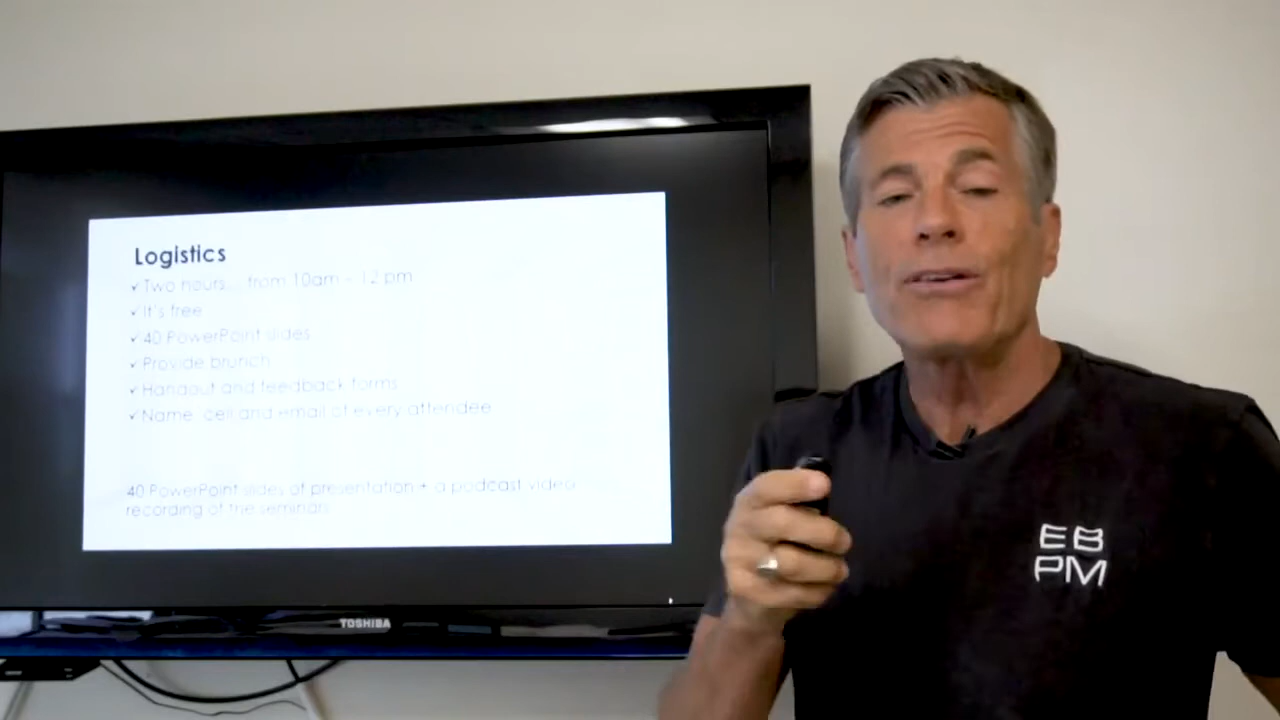 Logistics
✓Two hours... from 10am – 12 pm
✓It's free
✓40 PowerPoint slides
✓Provide brunch
✓Handout and feedback forms
✓Name, cell and email of every attendee
40 PowerPoint slides of presentation + a podcast video
recording of the seminars
TOSHIBA
EB
PM